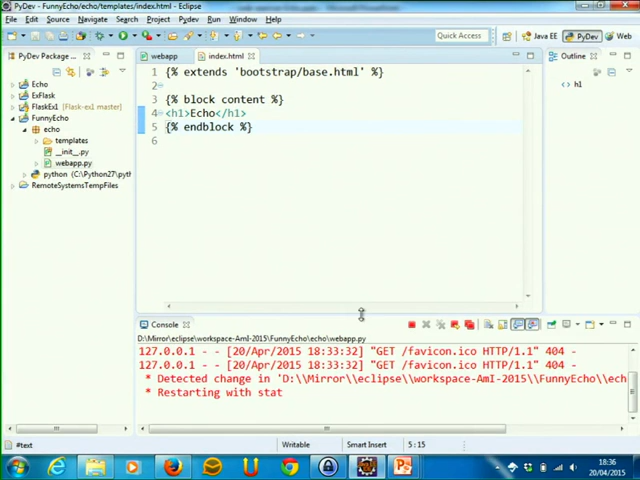 PyDev - FunnyEcho/echo/templates/index.html - Eclipse
File Edit Source Navigate Search Project PyDev Run Window Help
Quick Access
Java EE
PyDev
Web
PyDev Package ...
Echo
ExFlask
FlaskEx1 [Flask-ex1 master]
FunnyEcho
echo
templates
__init__.py
webapp.py
python (C:\Python27\pyth
RemoteSystemsTempFiles
webapp
index.html
1 {% extends 'bootstrap/base.html' %}
2
3 {% block content %}
4 <h1>Echo</h1>
5 {% endblock %}
6
Outline
h1
Console
D:\Mirror\eclipse\workspace-AmI-2015\FunnyEcho\echo\webapp.py
127.0.0.1 - - [20/Apr/2015 18:33:32] "GET /favicon.ico HTTP/1.1" 404 -
127.0.0.1 - - [20/Apr/2015 18:33:32] "GET /favicon.ico HTTP/1.1" 404 -
* Detected change in 'D:\\Mirror\\eclipse\\workspace-AmI-2015\\FunnyEcho\\ech
* Restarting with stat
#text
Writable
Smart Insert
5 : 15
18:36
20/04/2015